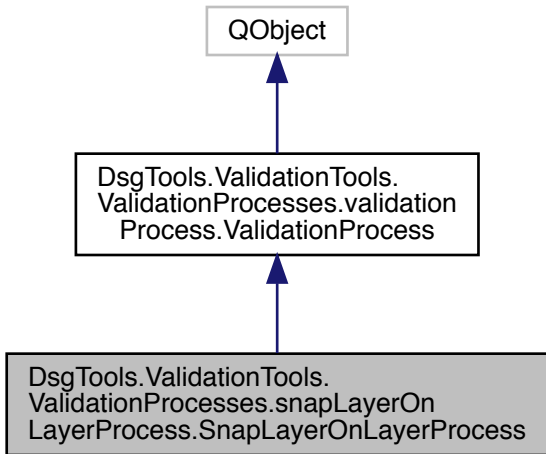 QObject
DsgTools.ValidationTools.
ValidationProcesses.validation
Process.ValidationProcess
DsgTools.ValidationTools.
ValidationProcesses.snapLayerOn
LayerProcess.SnapLayerOnLayerProcess